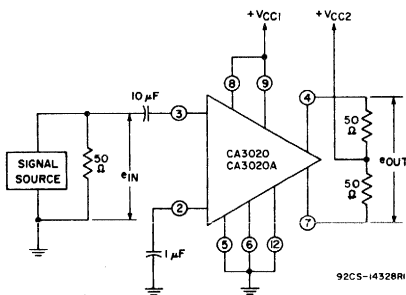 +VCC1
+VCC2
10 µF
8
9
4
3
50
Ω
SIGNAL
SOURCE
50
Ω
eIN
CA3020
CA3020A
eOUT
50
Ω
2
7
1 µF
5
6
12
92CS-14328RI